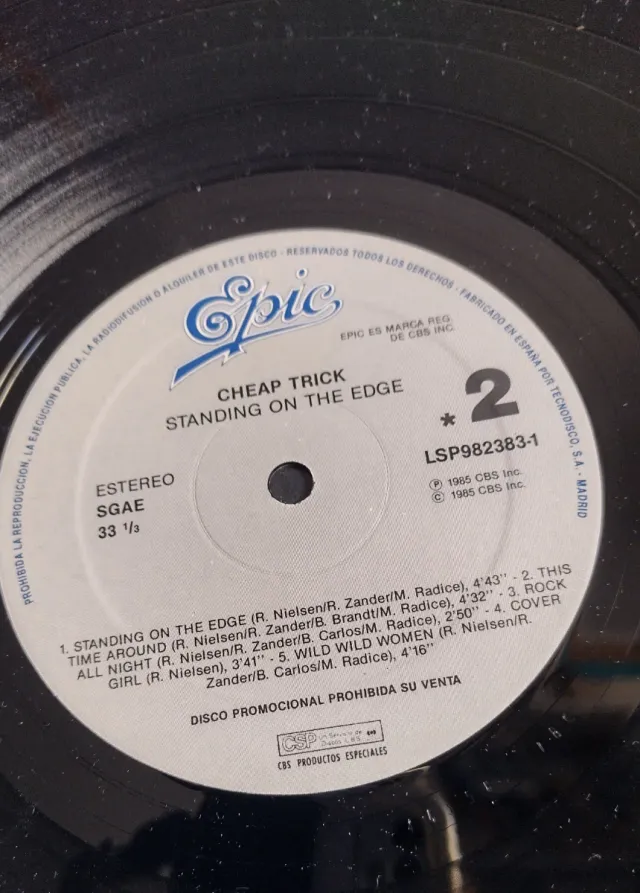 PROHIBIDA LA REPRODUCCION, LA EJECUCION PUBLICA, LA RADIODIFUSION O ALQUILER DE ESTE DISCO - RESERVADOS TODOS LOS DERECHOS - FABRICADO EN ESPAÑA POR TECNODISCO, S.A. - MADRID
Epic
EPIC ES MARCA REG.
DE CBS INC.
CHEAP TRICK
STANDING ON THE EDGE
* 2
LSP982383-1
ESTEREO
SGAE
33 1/3
Ⓟ 1985 CBS Inc.
© 1985 CBS Inc.
1. STANDING ON THE EDGE (R. Nielsen/R. Zander/M. Radice), 4'43'' - 2. THIS
TIME AROUND (R. Nielsen/R. Zander/B. Brandt/M. Radice), 4'32'' - 3. ROCK
ALL NIGHT (R. Nielsen/R. Zander/B. Carlos/M. Radice), 2'50'' - 4. COVER
GIRL (R. Nielsen), 3'41'' - 5. WILD WILD WOMEN (R. Nielsen/R.
Zander/B. Carlos/M. Radice), 4'16''
DISCO PROMOCIONAL PROHIBIDA SU VENTA
CSP
CBS PRODUCTOS ESPECIALES